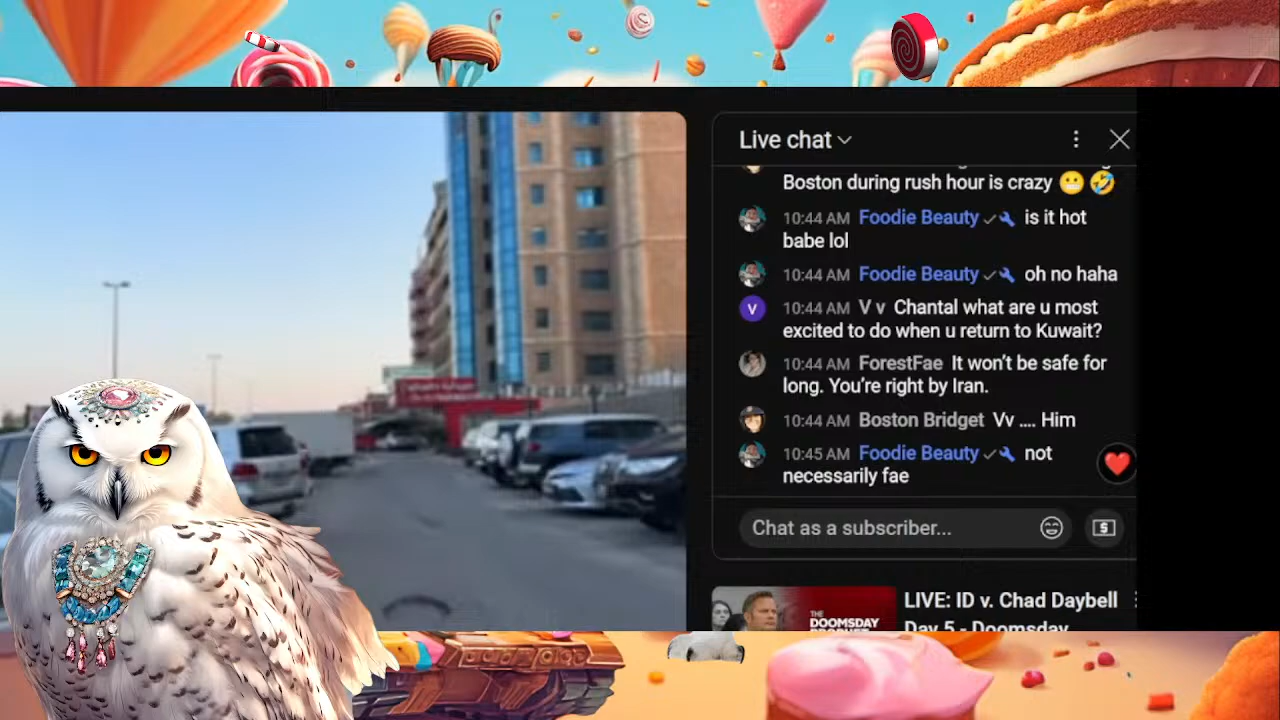 Live chat
Boston during rush hour is crazy 😬 🤣
10:44 AM Foodie Beauty is it hot
babe lol
10:44 AM Foodie Beauty oh no haha
V 10:44 AM V v Chantal what are u most
excited to do when u return to Kuwait?
10:44 AM ForestFae It won't be safe for
long. You're right by Iran.
10:44 AM Boston Bridget Vv .... Him
10:45 AM Foodie Beauty not
necessarily fae
Chat as a subscriber...
LIVE: ID v. Chad Daybell
Day 5 - Doomsday
THE
DOOMSDAY
PROPHET